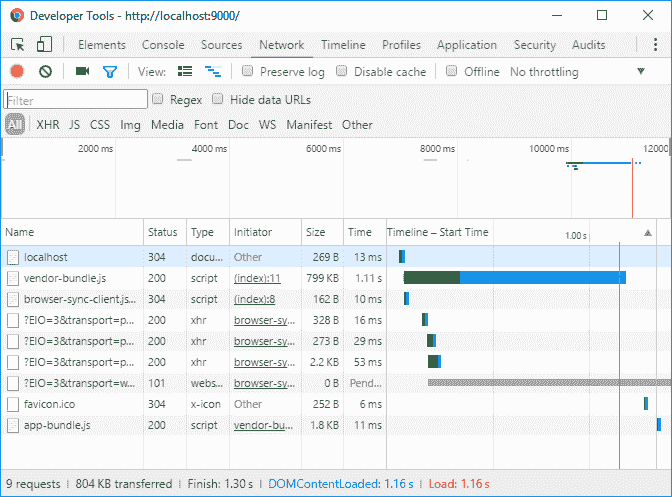 Developer Tools - http://localhost:9000/
Elements Console Sources Network Timeline Profiles Application Security Audits
View: Preserve log Disable cache Offline No throttling
Filter Regex Hide data URLs
All XHR JS CSS Img Media Font Doc WS Manifest Other
2000 ms 4000 ms 6000 ms 8000 ms 10000 ms 12000
Name Status Type Initiator Size Time Timeline – Start Time 1.00 s
localhost 304 docu... Other 269 B 13 ms
vendor-bundle.js 200 script (index):11 799 KB 1.11 s
browser-sync-client.js... 304 script (index):8 162 B 10 ms
?EIO=3&transport=p... 200 xhr browser-sy... 328 B 16 ms
?EIO=3&transport=p... 200 xhr browser-sy... 273 B 29 ms
?EIO=3&transport=p... 200 xhr browser-sy... 2.2 KB 53 ms
?EIO=3&transport=w... 101 webs... browser-sy... 0 B Pend...
favicon.ico 304 x-icon Other 252 B 6 ms
app-bundle.js 200 script vendor-bu... 1.8 KB 11 ms
9 requests | 804 KB transferred | Finish: 1.30 s | DOMContentLoaded: 1.16 s | Load: 1.16 s